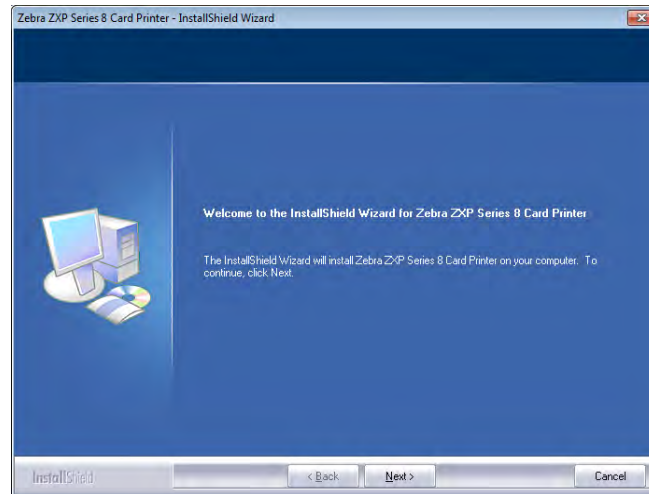 Zebra ZXP Series 8 Card Printer - InstallShield Wizard
Welcome to the InstallShield Wizard for Zebra ZXP Series 8 Card Printer
The InstallShield Wizard will install Zebra ZXP Series 8 Card Printer on your computer. To
continue, click Next.
InstallShield
< Back
Next >
Cancel